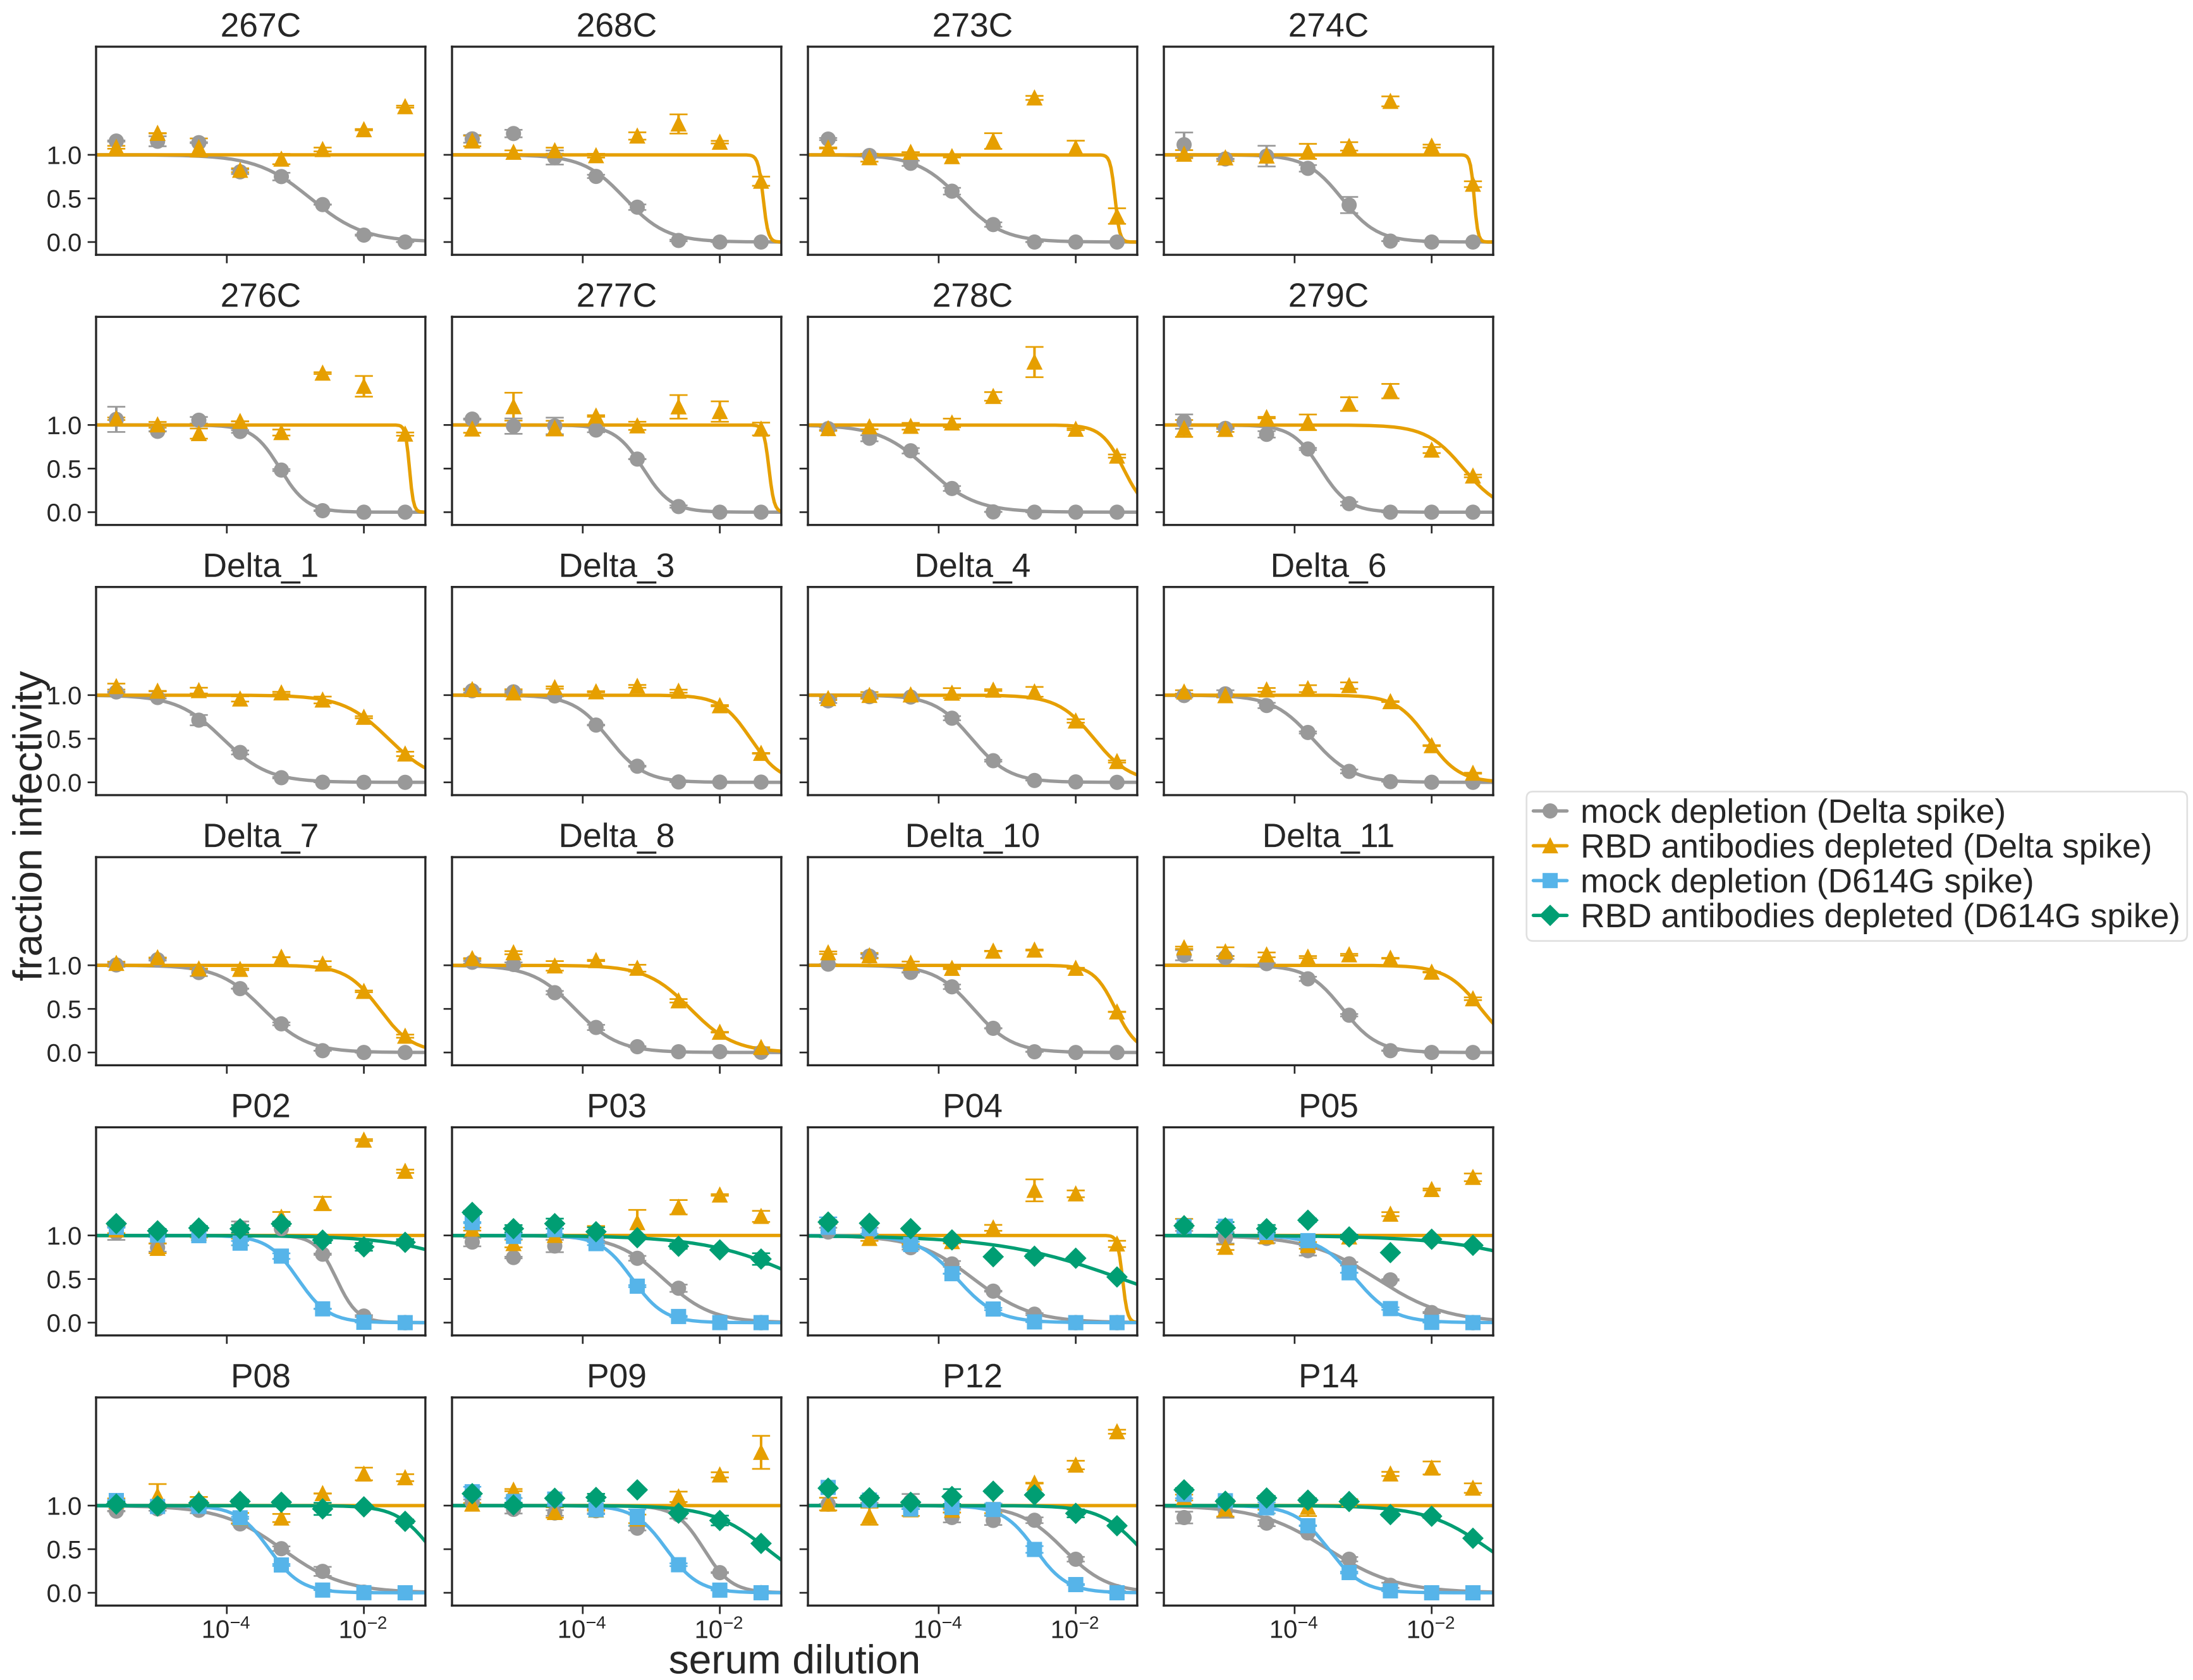 267C 268C 273C 274C
1.0
0.5
0.0
276C 277C 278C 279C
1.0
0.5
0.0
Delta_1 Delta_3 Delta_4 Delta_6
1.0
0.5
0.0
Delta_7 Delta_8 Delta_10 Delta_11
1.0
0.5
0.0
P02 P03 P04 P05
1.0
0.5
0.0
P08 P09 P12 P14
1.0
0.5
0.0
10⁻⁴ 10⁻² 10⁻⁴ 10⁻² 10⁻⁴ 10⁻² 10⁻⁴ 10⁻²
serum dilution
fraction infectivity
mock depletion (Delta spike)
RBD antibodies depleted (Delta spike)
mock depletion (D614G spike)
RBD antibodies depleted (D614G spike)